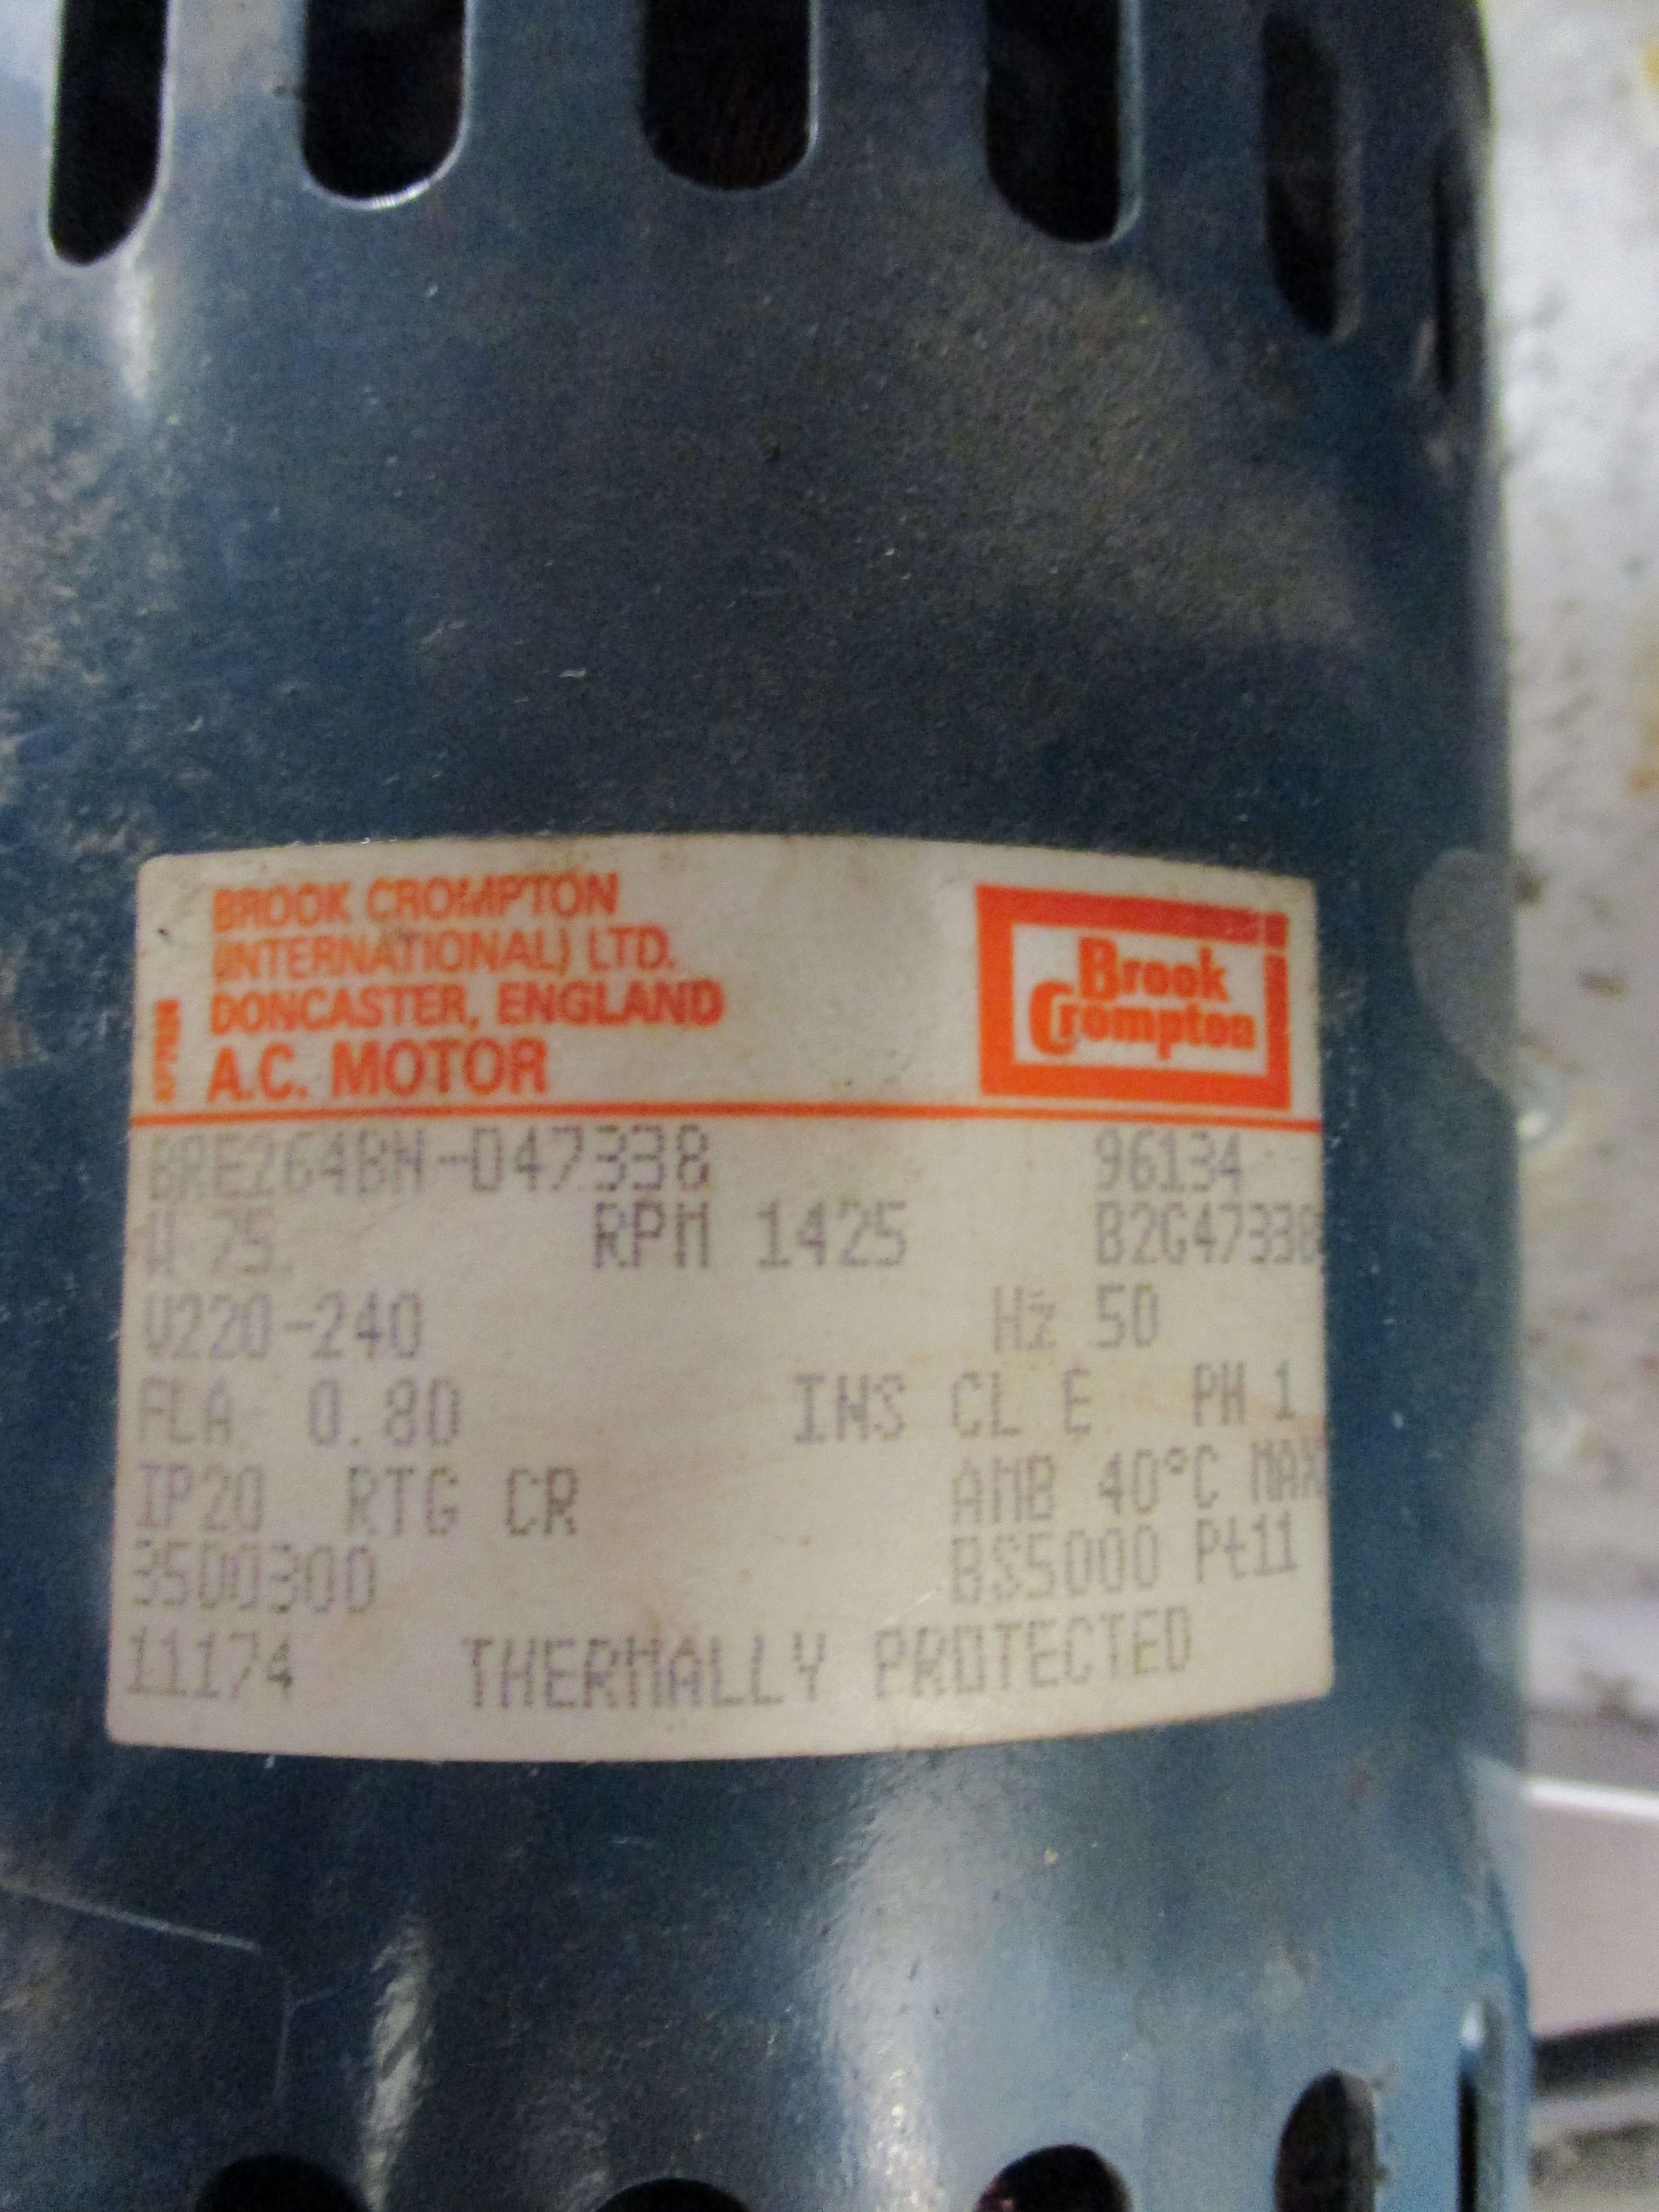 BROOK CROMPTON
(INTERNATIONAL) LTD.
DONCASTER, ENGLAND
A.C. MOTOR
Brook
Crompton
BRE264BN-D47338 96134
W 75. RPM 1425 B2G47338
V220-240 Hz 50
FLA 0.80 INS CL E PH 1
IP20 RTG CR AMB 40°C MAX
3500300 BS5000 Pt11
11174 THERMALLY PROTECTED